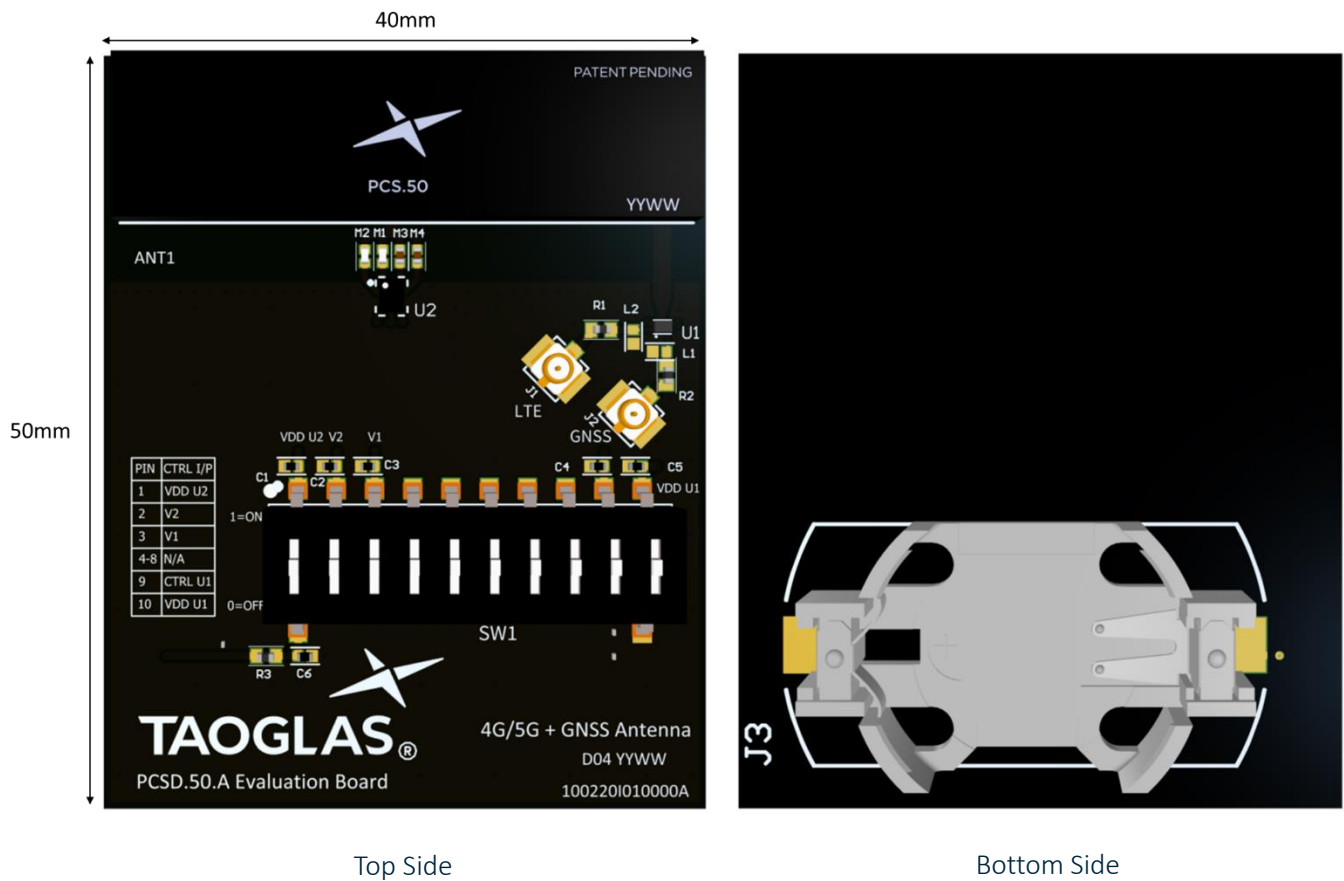 40mm
50mm
PATENT PENDING
PCS.50
YYWW
ANT1
M2 M1 M3 M4
U2
R1 L2
U1
L1
R2
J1
LTE
J2
GNSS
VDD U2 V2 V1
C1
C2
C3
C4
C5
VDD U1
PIN CTRL I/P
1 VDD U2
2 V2
3 V1
4-8 N/A
9 CTRL U1
10 VDD U1
1=ON
0=OFF
SW1
R3 C6
TAOGLAS®
PCSD.50.A Evaluation Board
4G/5G + GNSS Antenna
D04 YYWW
100220I010000A
J3
Top Side
Bottom Side